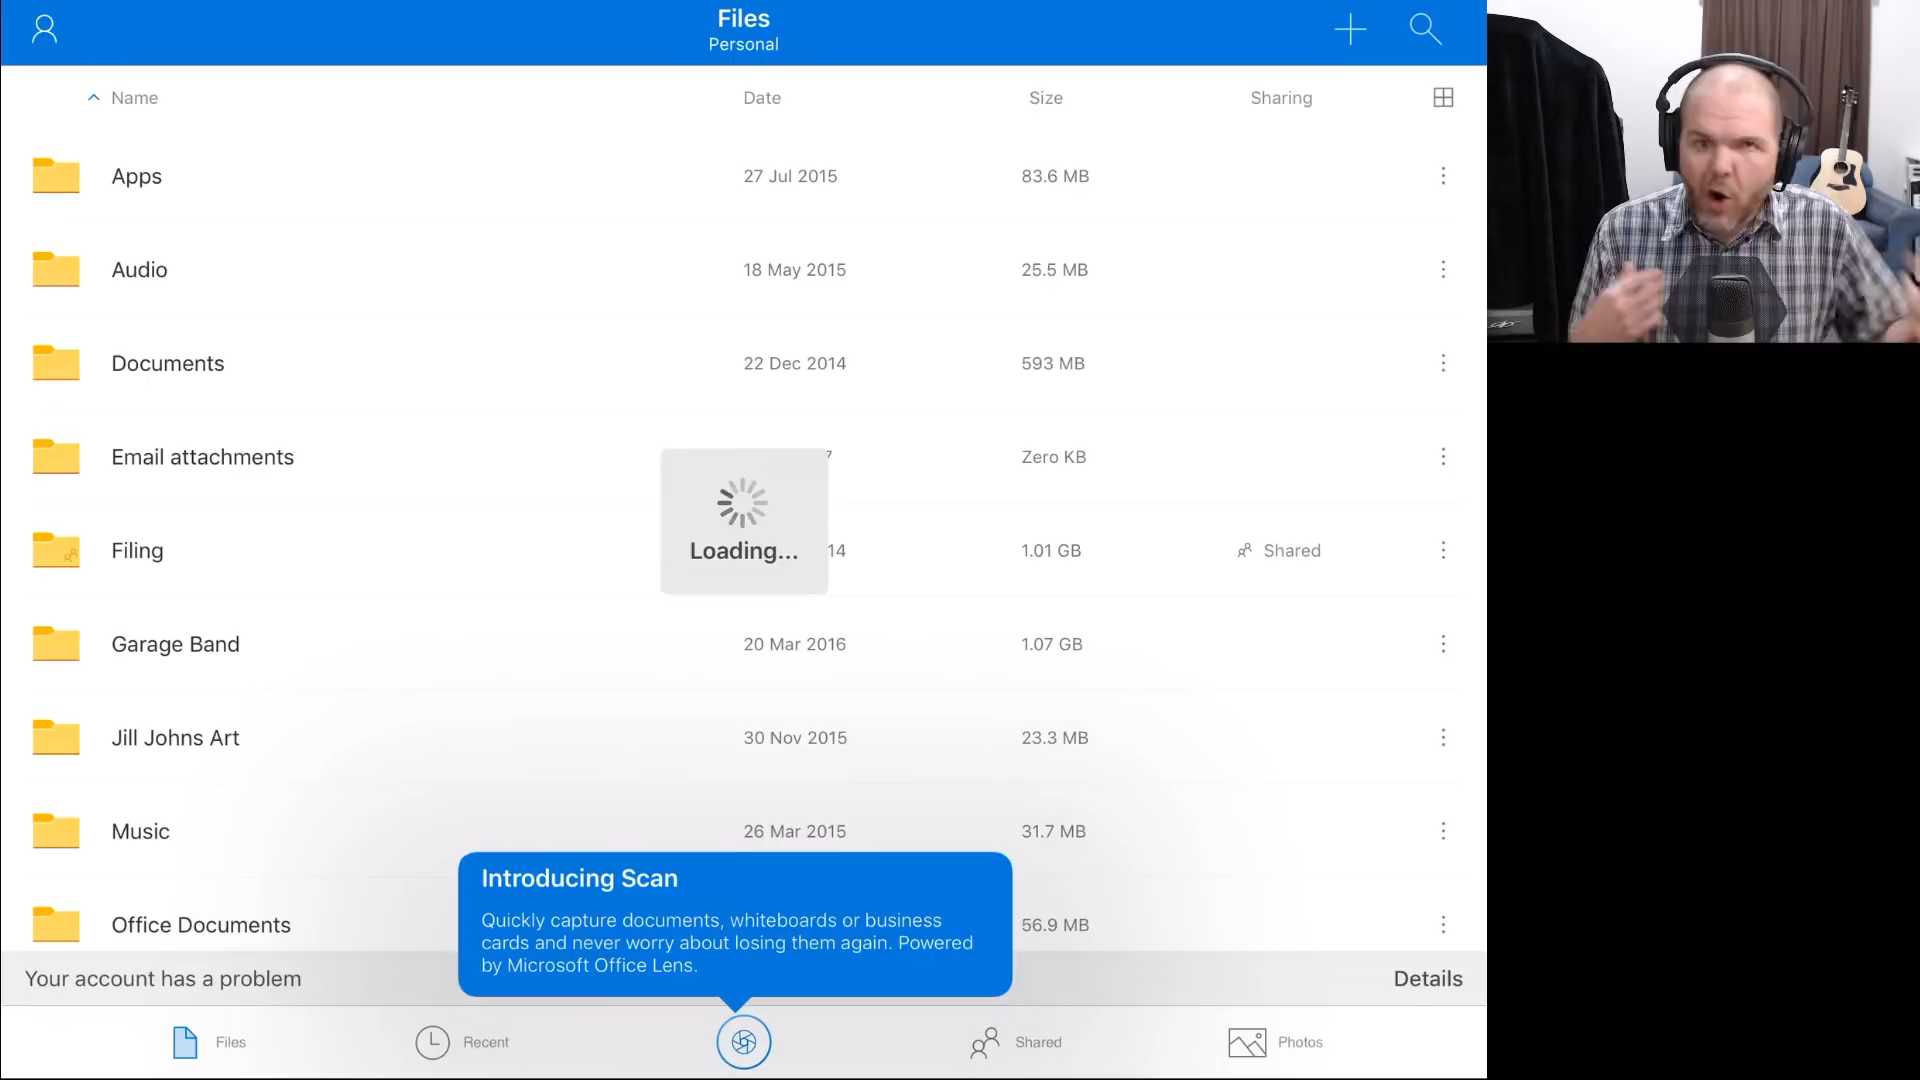 Files
Personal
Name Date Size Sharing
Apps 27 Jul 2015 83.6 MB
Audio 18 May 2015 25.5 MB
Documents 22 Dec 2014 593 MB
Email attachments 7 Zero KB
Filing 14 1.01 GB Shared
Loading...
Garage Band 20 Mar 2016 1.07 GB
Jill Johns Art 30 Nov 2015 23.3 MB
Music 26 Mar 2015 31.7 MB
Office Documents 56.9 MB
Introducing Scan
Quickly capture documents, whiteboards or business
cards and never worry about losing them again. Powered
by Microsoft Office Lens.
Your account has a problem Details
Files Recent Shared Photos